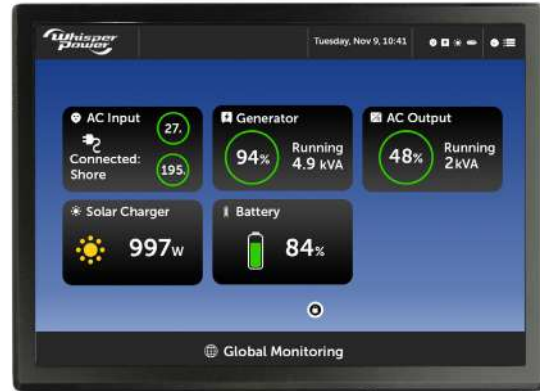 Whisper
Power
Tuesday, Nov 9, 10:41
AC Input
27.
Connected:
Shore
195.
Generator
94%
Running
4.9 kVA
AC Output
48%
Running
2kVA
Solar Charger
997w
Battery
84%
Global Monitoring